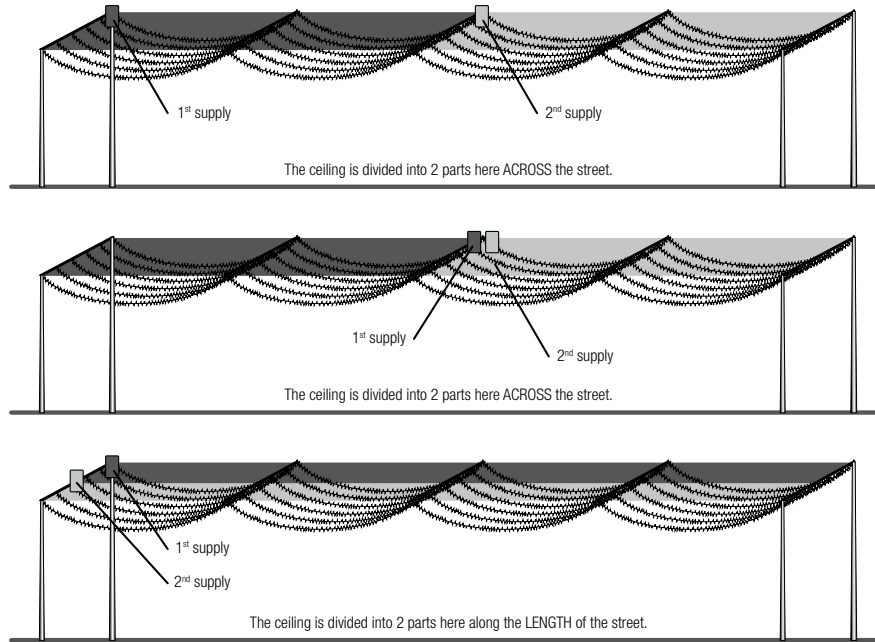 1st supply
2nd supply
The ceiling is divided into 2 parts here ACROSS the street.
1st supply
2nd supply
The ceiling is divided into 2 parts here ACROSS the street.
1st supply
2nd supply
The ceiling is divided into 2 parts here along the LENGTH of the street.